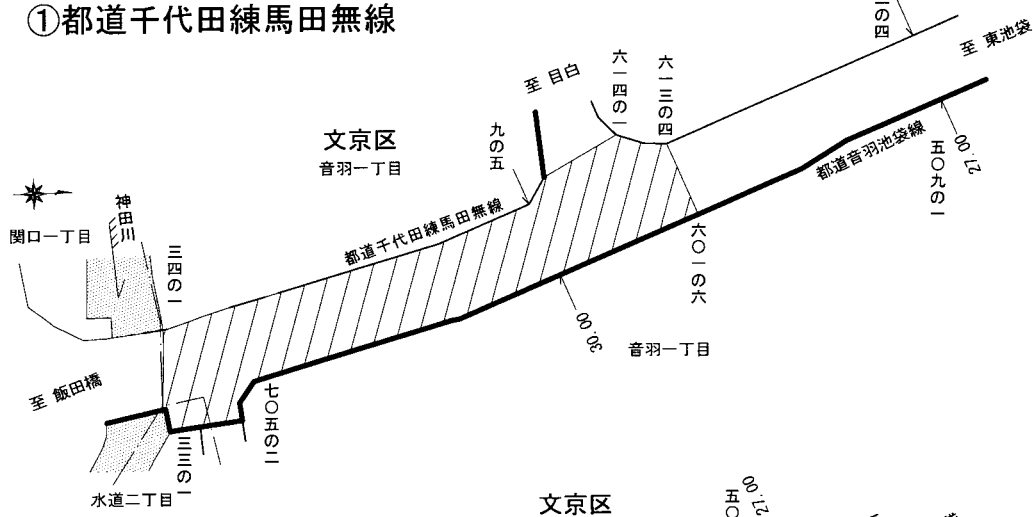 ①都道千代田練馬田無線
一の四
至 東池袋
六一四の一
六一三の四
至 目白
九の五
文京区
音羽一丁目
都道音羽池袋線
27.00
五〇九の一
神田川
関口一丁目
三四の一
都道千代田練馬田無線
六〇一の六
30.00
音羽一丁目
至 飯田橋
七〇五の二
三三の一
水道二丁目
文京区
27.00
五〇